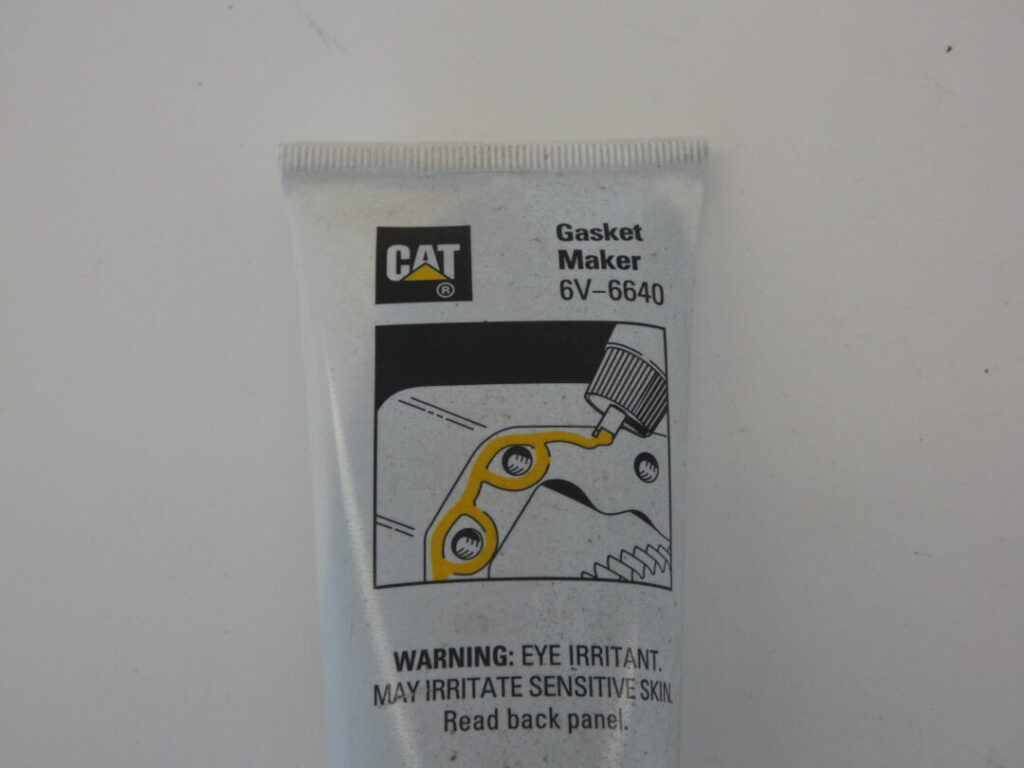 CAT
®
Gasket
Maker
6V-6640
WARNING: EYE IRRITANT.
MAY IRRITATE SENSITIVE SKIN.
Read back panel.